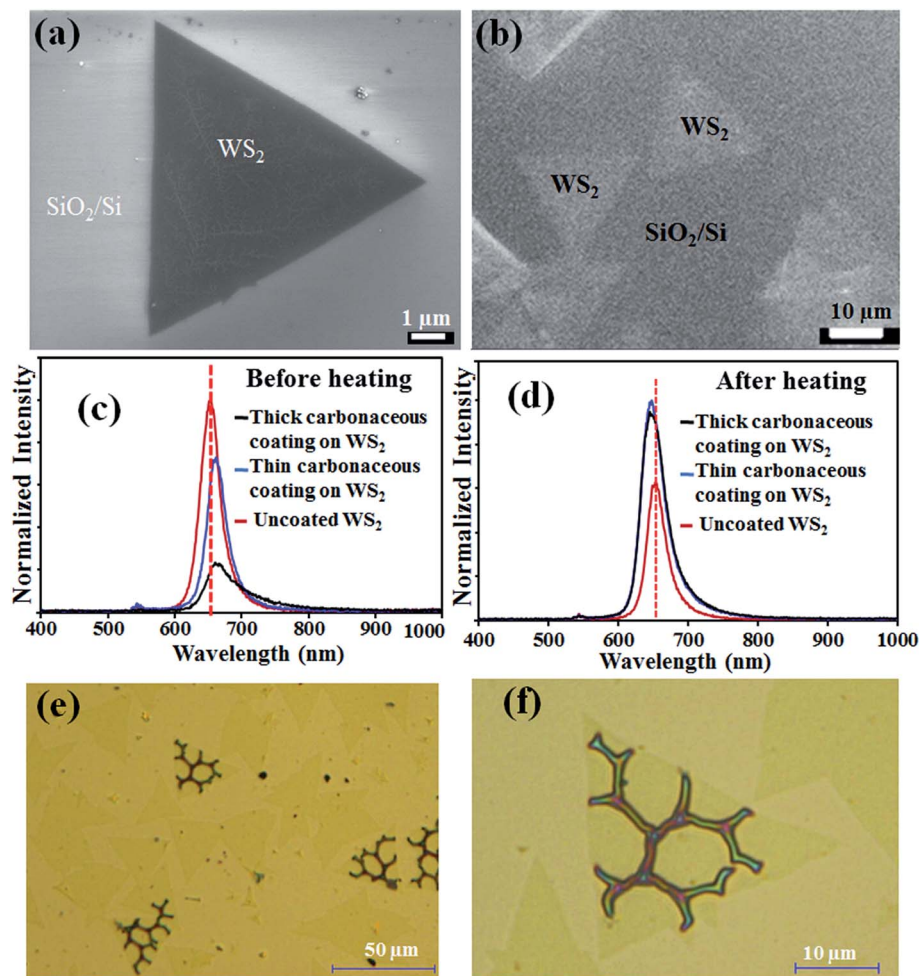 (a)
WS₂
SiO₂/Si
1 μm
(b)
WS₂
WS₂
SiO₂/Si
10 μm
(c)
Before heating
Thick carbonaceous
coating on WS₂
Thin carbonaceous
coating on WS₂
Uncoated WS₂
Normalized Intensity
400 500 600 700 800 900 1000
Wavelength (nm)
(d)
After heating
Thick carbonaceous
coating on WS₂
Thin carbonaceous
coating on WS₂
Uncoated WS₂
Normalized Intensity
400 500 600 700 800 900 1000
Wavelength (nm)
(e)
50 μm
(f)
10 μm